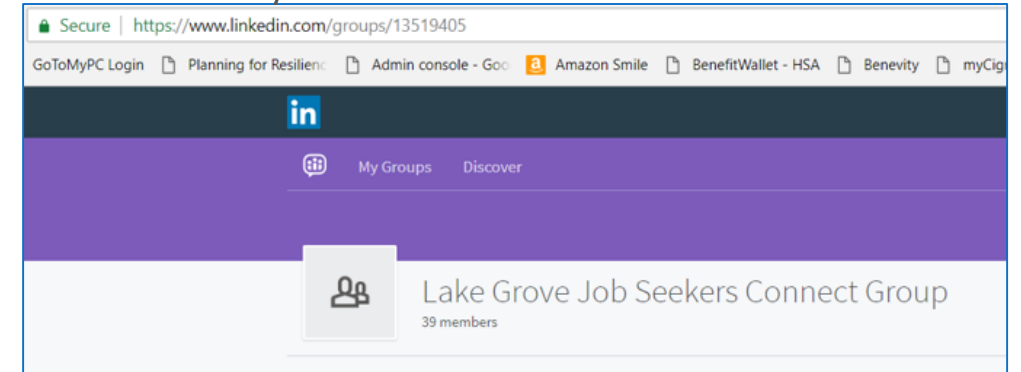 Secure | https://www.linkedin.com/groups/13519405
GoToMyPC Login Planning for Resilienc Admin console - Goo a Amazon Smile BenefitWallet - HSA Benevity myCig
in
My Groups Discover
Lake Grove Job Seekers Connect Group
39 members